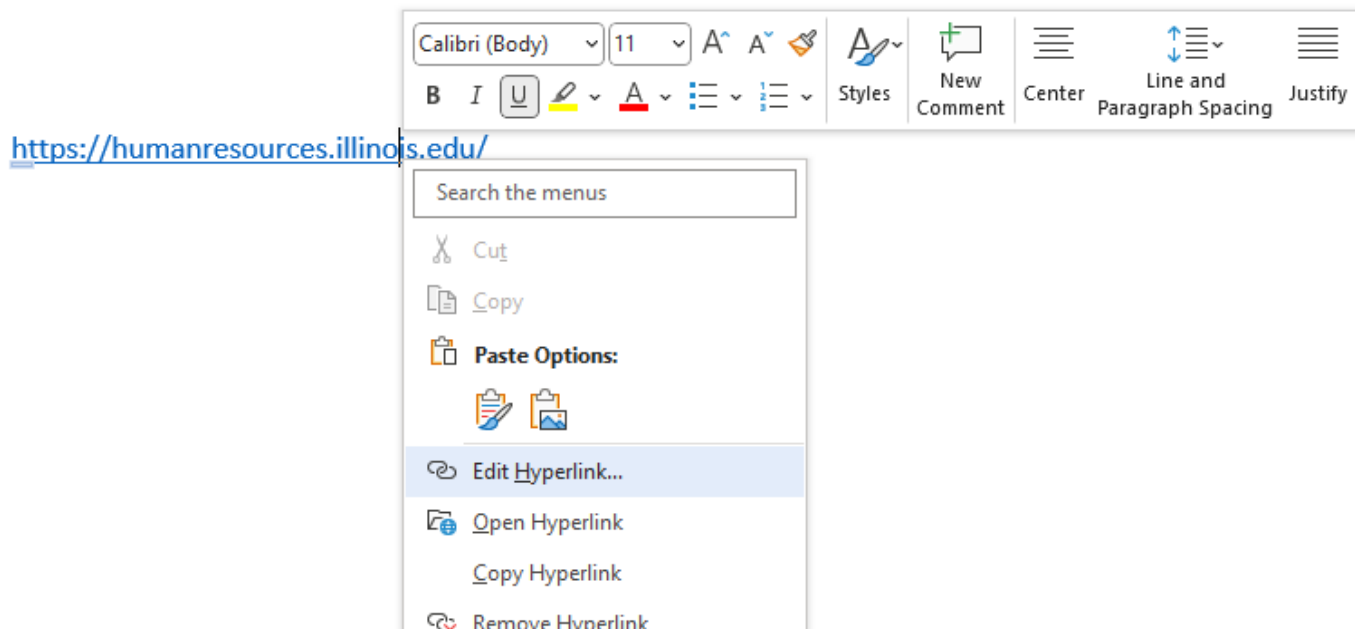 Calibri (Body) 11 A A
Styles
New Comment
Center
Line and Paragraph Spacing
Justify
B I U A
https://humanresources.illinois.edu/
Search the menus
Cut
Copy
Paste Options:
Edit Hyperlink...
Open Hyperlink
Copy Hyperlink
Remove Hyperlink